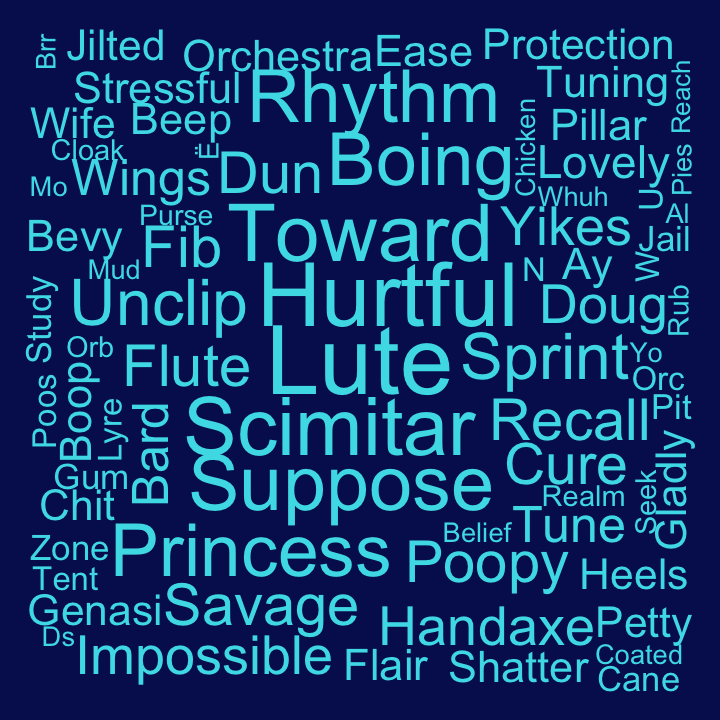 Brr
Jilted
Orchestra
Ease
Protection
Stressful
Rhythm
Tuning
Reach
Wife
Beep
Boing
Chicken
Pillar
Cloak
E
Dun
Lovely
Pies
Mo
Wings
Whuh
U
Al
Purse
Toward
Yikes
Jail
Bevy
Fib
Hurtful
N
Ay
W
Mud
Unclip
Doug
Rub
Study
Orb
Flute
Lute
Sprint
Yo
Orc
Poos
Boop
Lyre
Bard
Scimitar
Recall
Pit
Gum
Suppose
Cure
Gladly
Chit
Realm
Seek
Zone
Princess
Belief
Tune
Tent
Poopy
Heels
Genasi
Savage
Handaxe
Petty
Ds
Impossible
Flair
Shatter
Coated
Cane